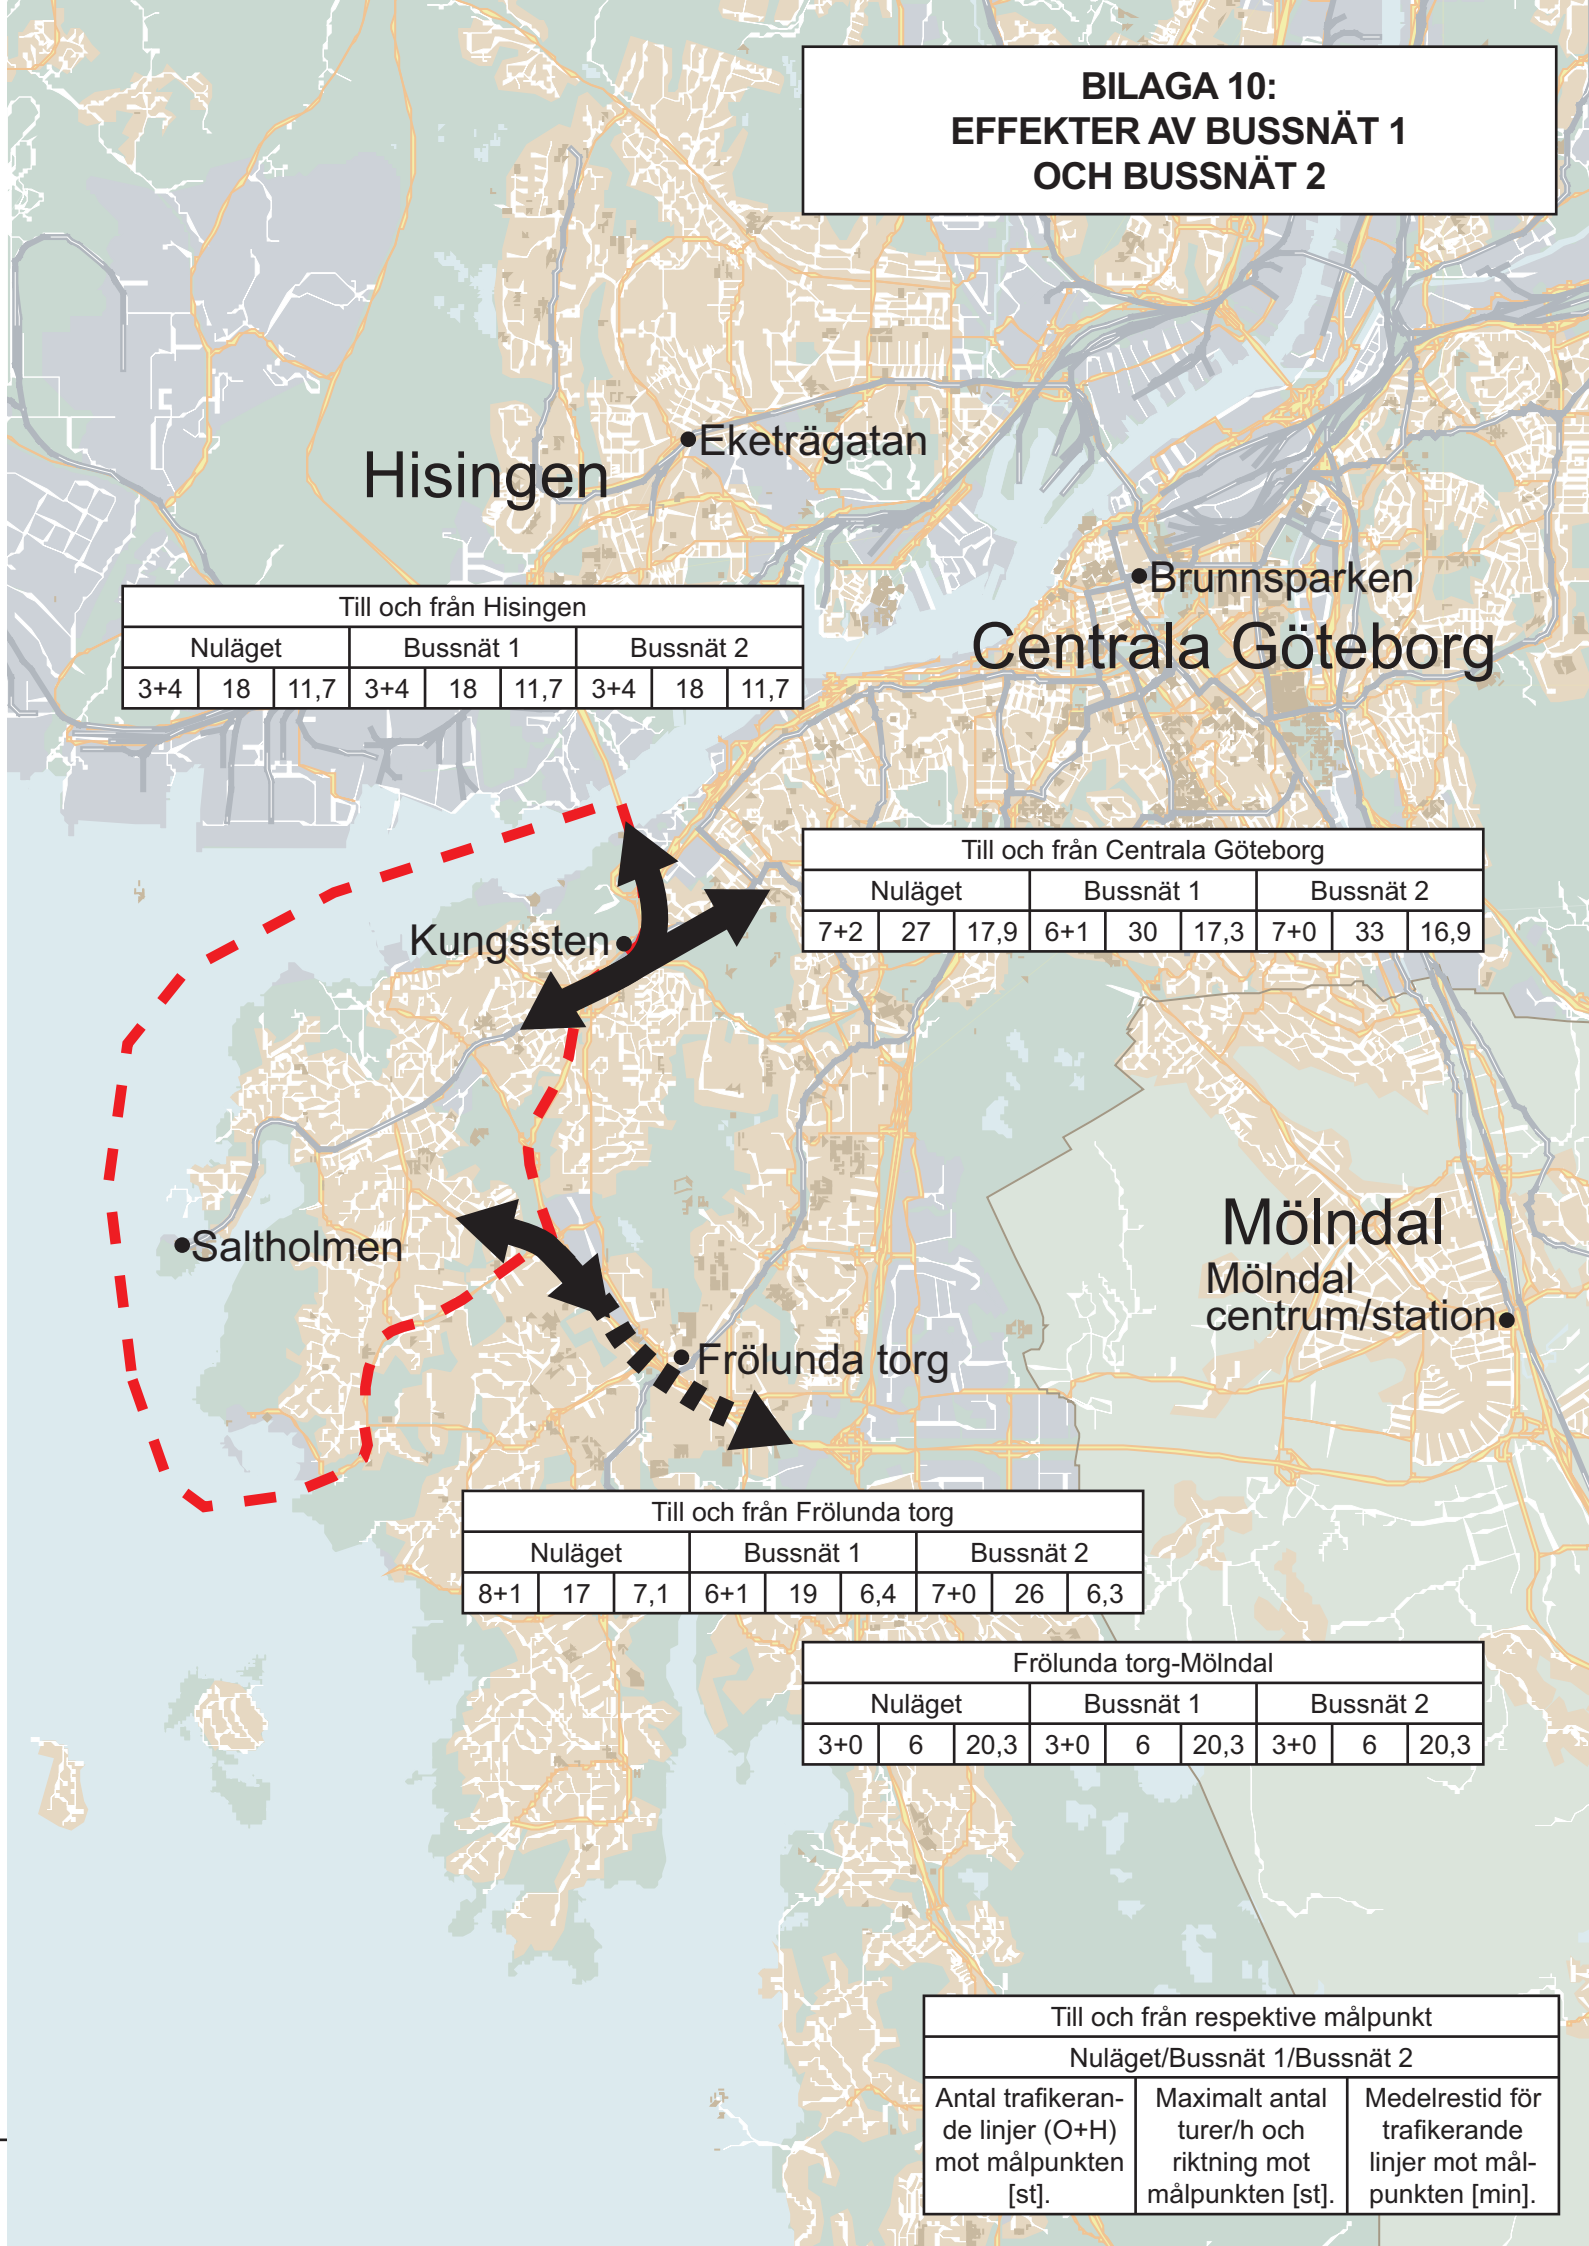 BILAGA 10:
EFFEKTER AV BUSSNÄT 1
OCH BUSSNÄT 2
Eketrägatan
Hisingen
Brunnsparken
Centrala Göteborg
Till och från Hisingen
Nuläget Bussnät 1 Bussnät 2
3+4 18 11,7 3+4 18 11,7 3+4 18 11,7
Till och från Centrala Göteborg
Nuläget Bussnät 1 Bussnät 2
7+2 27 17,9 6+1 30 17,3 7+0 33 16,9
Kungssten
Saltholmen
Mölndal
Mölndal
centrum/station
Frölunda torg
Till och från Frölunda torg
Nuläget Bussnät 1 Bussnät 2
8+1 17 7,1 6+1 19 6,4 7+0 26 6,3
Frölunda torg-Mölndal
Nuläget Bussnät 1 Bussnät 2
3+0 6 20,3 3+0 6 20,3 3+0 6 20,3
Till och från respektive målpunkt
Nuläget/Bussnät 1/Bussnät 2
Antal trafikeran-
de linjer (O+H)
mot målpunkten
[st].
Maximalt antal
turer/h och
riktning mot
målpunkten [st].
Medelrestid för
trafikerande
linjer mot mål-
punkten [min].